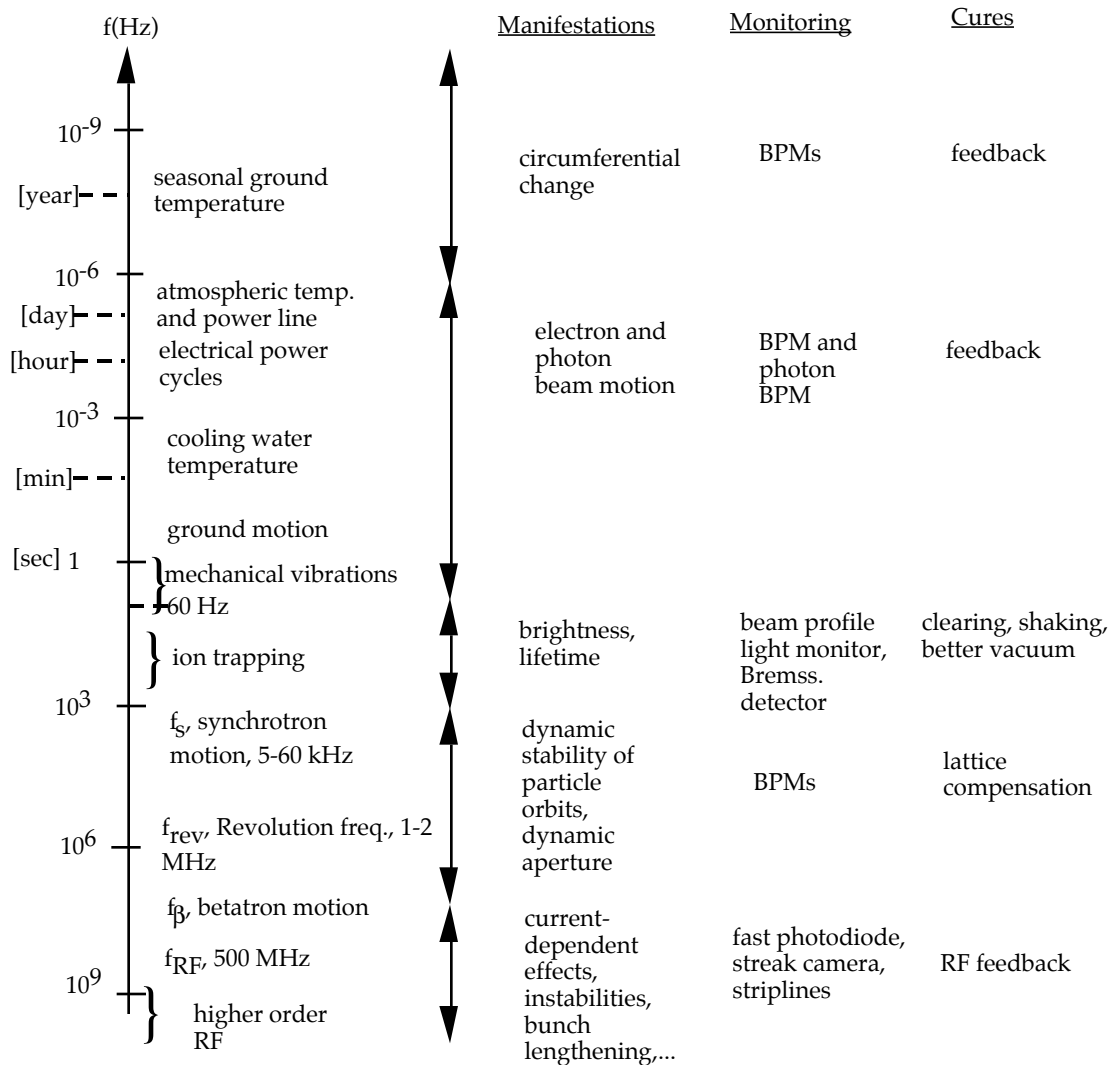 f(Hz)
Manifestations
Monitoring
Cures
10-9
[year]
seasonal ground
temperature
circumferential
change
BPMs
feedback
10-6
[day]
atmospheric temp.
and power line
[hour]
electrical power
cycles
electron and
photon
beam motion
BPM and
photon
BPM
feedback
10-3
cooling water
temperature
[min]
ground motion
[sec] 1
mechanical vibrations
60 Hz
ion trapping
brightness,
lifetime
beam profile
light monitor,
Bremss.
detector
clearing, shaking,
better vacuum
103
fs, synchrotron
motion, 5-60 kHz
frev, Revolution freq., 1-2
MHz
106
dynamic
stability of
particle
orbits,
dynamic
aperture
BPMs
lattice
compensation
fβ, betatron motion
fRF, 500 MHz
109
higher order
RF
current-
dependent
effects,
instabilities,
bunch
lengthening,...
fast photodiode,
streak camera,
striplines
RF feedback